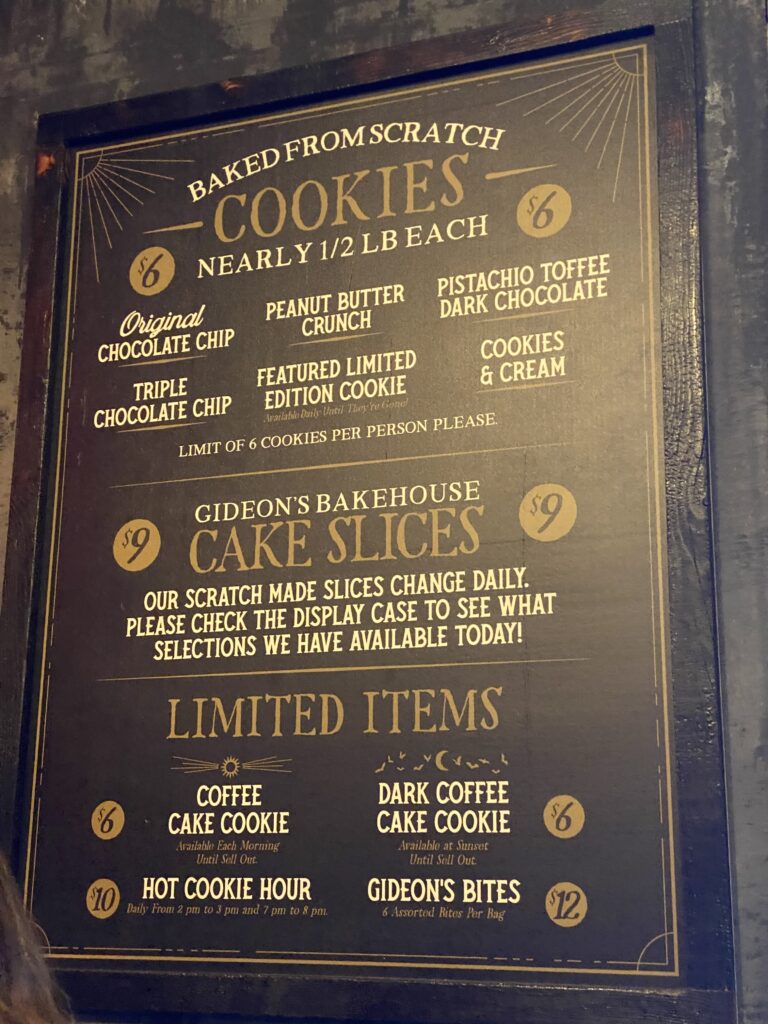 BAKED FROM SCRATCH
COOKIES
NEARLY 1/2 LB EACH
$6
$6
Original
CHOCOLATE CHIP
PEANUT BUTTER
CRUNCH
PISTACHIO TOFFEE
DARK CHOCOLATE
TRIPLE
CHOCOLATE CHIP
FEATURED LIMITED
EDITION COOKIE
Available Daily Until They're Gone!
COOKIES
& CREAM
LIMIT OF 6 COOKIES PER PERSON PLEASE.
GIDEON'S BAKEHOUSE
$9
CAKE SLICES
$9
OUR SCRATCH MADE SLICES CHANGE DAILY.
PLEASE CHECK THE DISPLAY CASE TO SEE WHAT
SELECTIONS WE HAVE AVAILABLE TODAY!
LIMITED ITEMS
$6
COFFEE
CAKE COOKIE
Available Each Morning
Until Sell Out.
DARK COFFEE
CAKE COOKIE
Available at Sunset
Until Sell Out.
$6
$10
HOT COOKIE HOUR
Daily From 2 pm to 3 pm and 7 pm to 8 pm.
GIDEON'S BITES
6 Assorted Bites Per Bag
$12